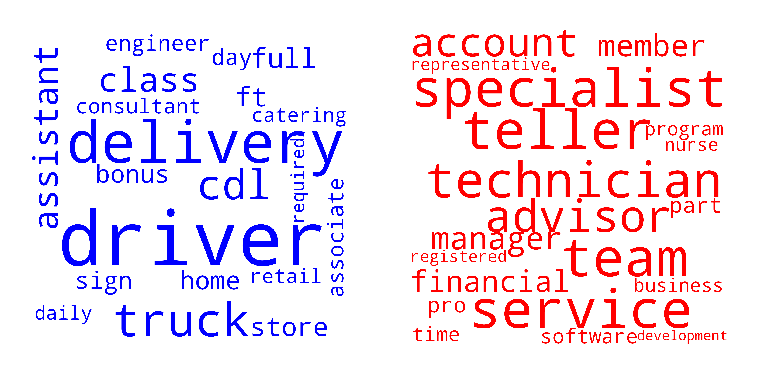 engineer
day full
assistant
class
ft
consultant
catering
delivery
bonus
cdl
required
associate
driver
sign
home
retail
daily
truck
store
account
member
representative
specialist
teller
program
nurse
technician
advisor
part
manager
team
registered
financial
business
pro
service
time
software
development